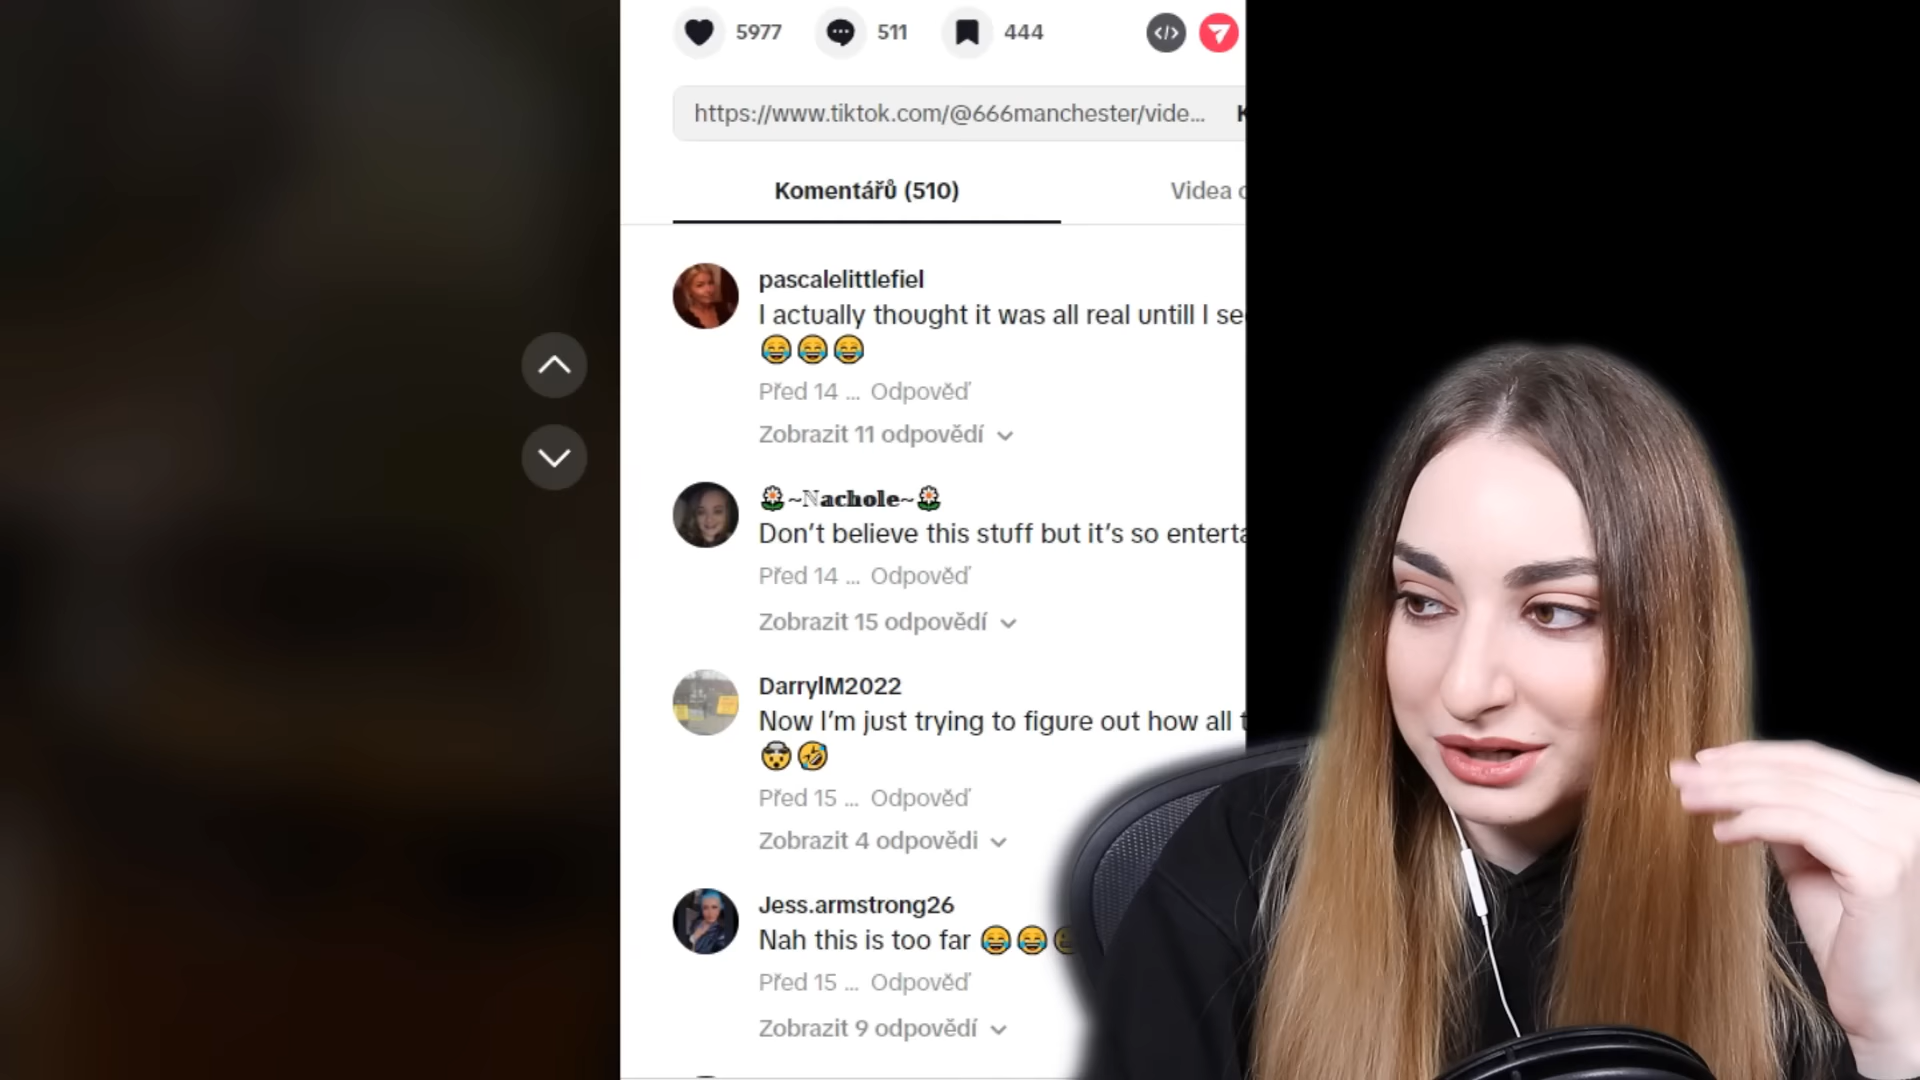 5977 511 444
https://www.tiktok.com/@666manchester/vide...
Komentářů (510) Videa
pascalelittlefiel
I actually thought it was all real untill I
😂😂😂
Před 14 ... Odpověď
Zobrazit 11 odpovědí
🌼~Nachole~🌼
Don’t believe this stuff but it’s so
Před 14 ... Odpověď
Zobrazit 15 odpovědí
DarrylM2022
Now I’m just trying to figure out how all
🤯🤣
Před 15 ... Odpověď
Zobrazit 4 odpovědi
Jess.armstrong26
Nah this is too far 😂😂
Před 15 ... Odpověď
Zobrazit 9 odpovědí